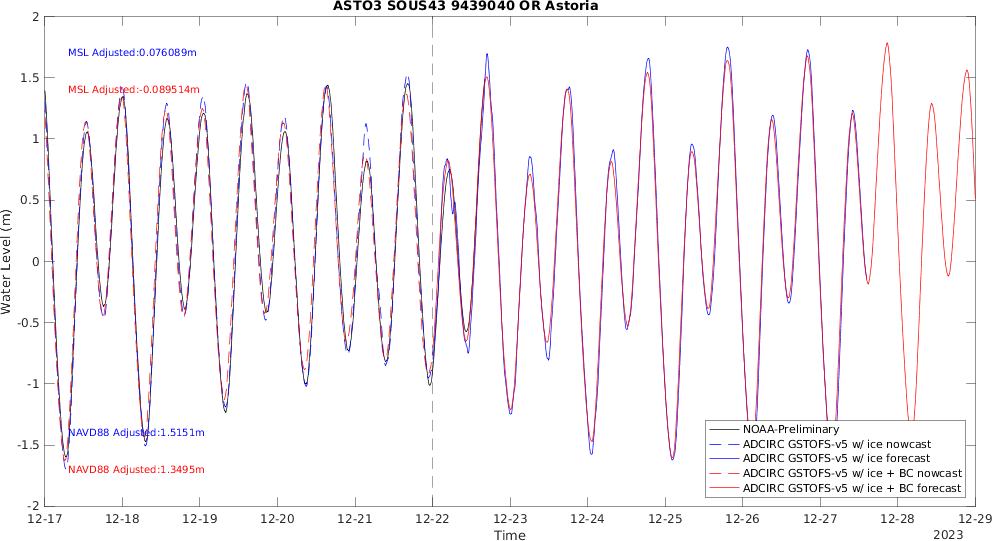 ASTO3 SOUS43 9439040 OR Astoria
MSL Adjusted:0.076089m
MSL Adjusted:-0.089514m
NAVD88 Adjusted:1.5151m
NAVD88 Adjusted:1.3495m
Water Level (m)
2
1.5
1
0.5
0
-0.5
-1
-1.5
-2
NOAA-Preliminary
ADCIRC GSTOFS-v5 w/ ice nowcast
ADCIRC GSTOFS-v5 w/ ice forecast
ADCIRC GSTOFS-v5 w/ ice + BC nowcast
ADCIRC GSTOFS-v5 w/ ice + BC forecast
12-17 12-18 12-19 12-20 12-21 12-22 12-23 12-24 12-25 12-26 12-27 12-28 12-29
Time
2023